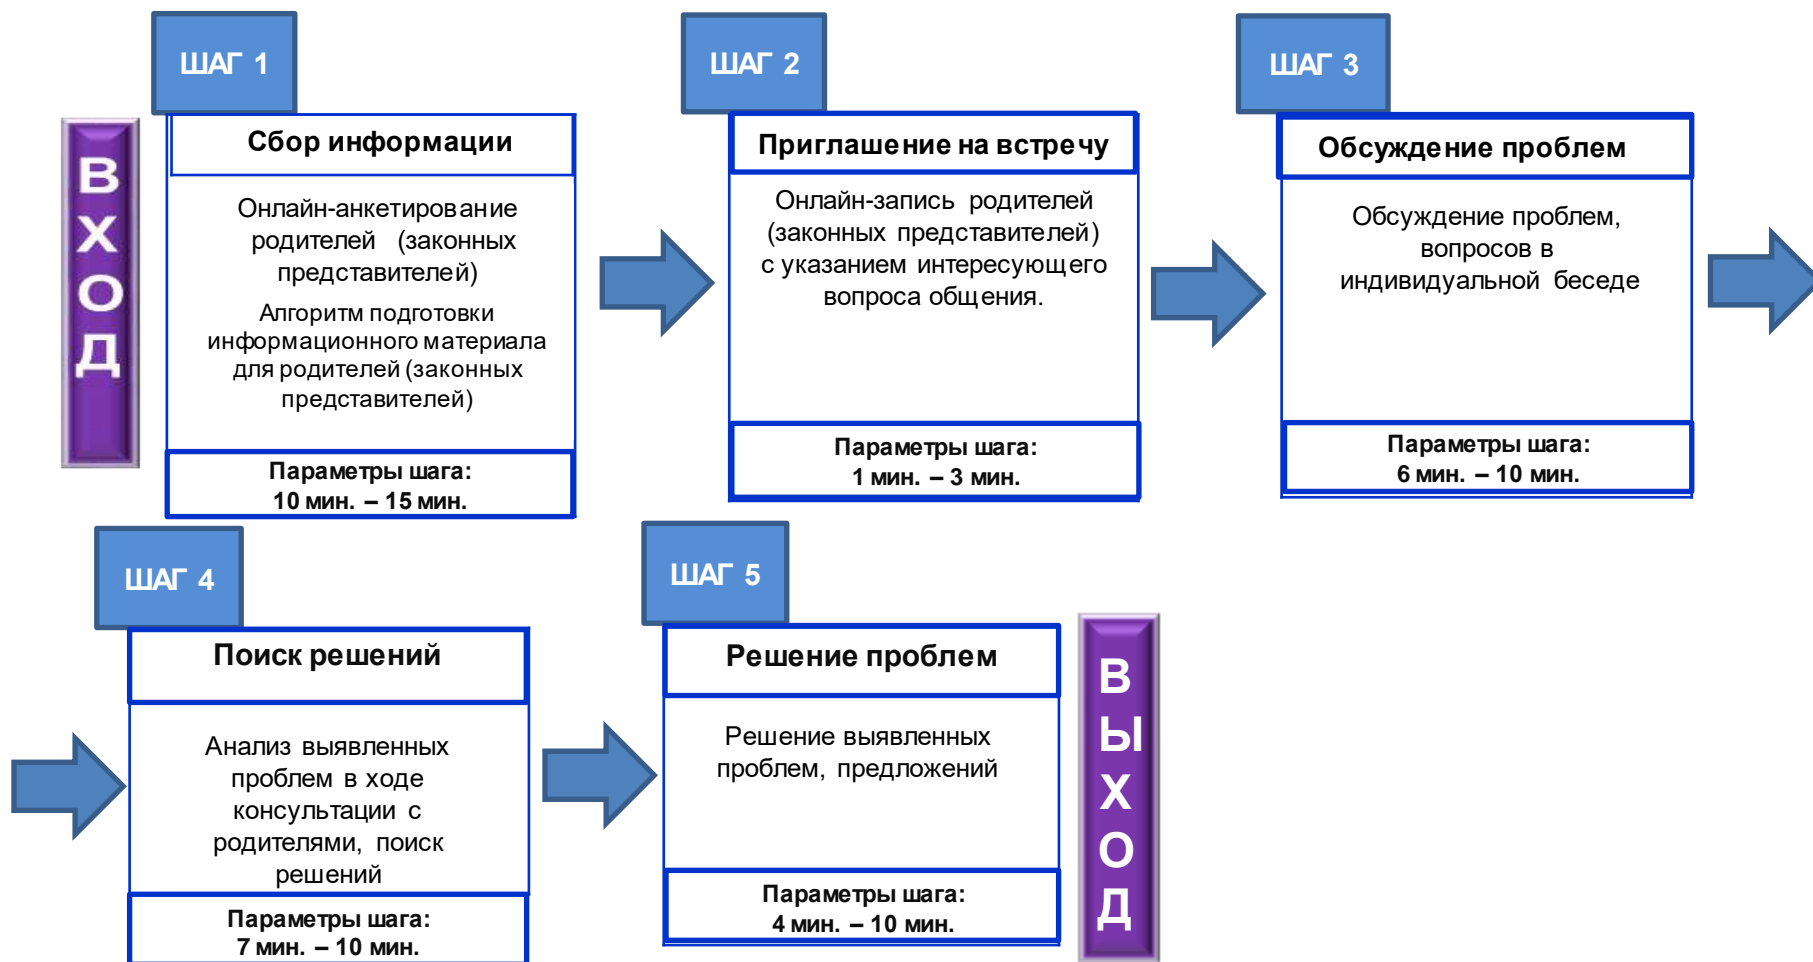 ШАГ 1
ШАГ 2
ШАГ 3
ВХОД
Сбор информации
Онлайн-анкетирование
родителей (законных
представителей)
Алгоритм подготовки
информационного материала
для родителей (законных
представителей)
Параметры шага:
10 мин. – 15 мин.
Приглашение на встречу
Онлайн-запись родителей
(законных представителей)
с указанием интересующего
вопроса общения.
Параметры шага:
1 мин. – 3 мин.
Обсуждение проблем
Обсуждение проблем,
вопросов в
индивидуальной беседе
Параметры шага:
6 мин. – 10 мин.
ШАГ 4
ШАГ 5
Поиск решений
Анализ выявленных
проблем в ходе
консультации с
родителями, поиск
решений
Параметры шага:
7 мин. – 10 мин.
Решение проблем
Решение выявленных
проблем, предложений
Параметры шага:
4 мин. – 10 мин.
ВЫХОД